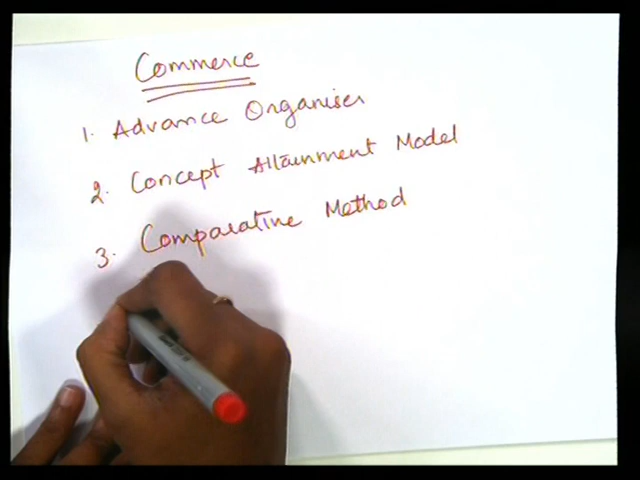 Commerce
1. Advance Organiser
2. Concept Attainment Model
3. Comparative Method